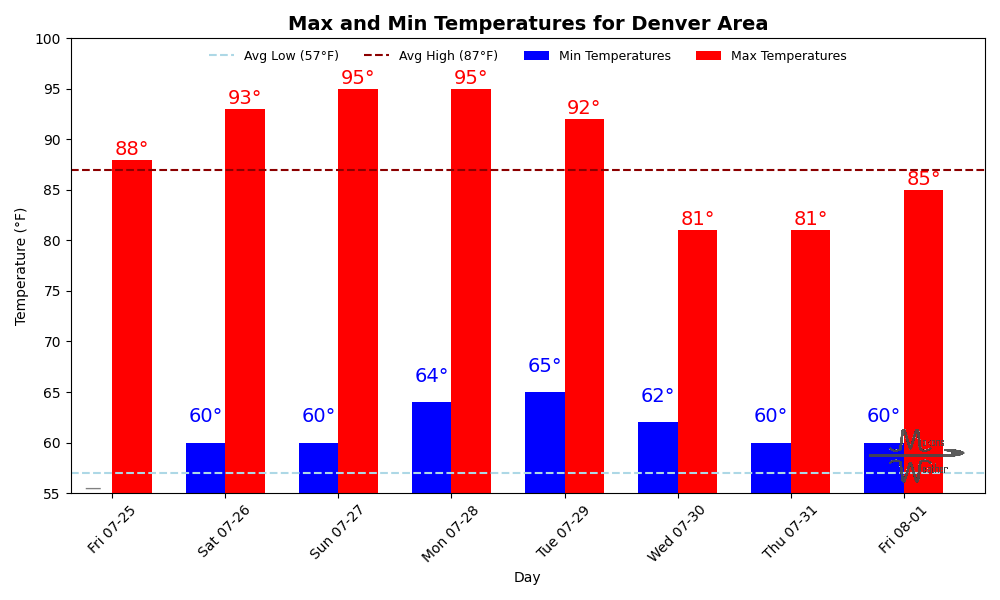 Max and Min Temperatures for Denver Area
Avg Low (57°F) Avg High (87°F) Min Temperatures Max Temperatures
100
95
90
85
80
75
70
65
60
55
Temperature (°F)
88° 93° 95° 95° 92° 81° 81° 85°
60° 60° 64° 65° 62° 60° 60°
Fri 07-25 Sat 07-26 Sun 07-27 Mon 07-28 Tue 07-29 Wed 07-30 Thu 07-31 Fri 08-01
Day